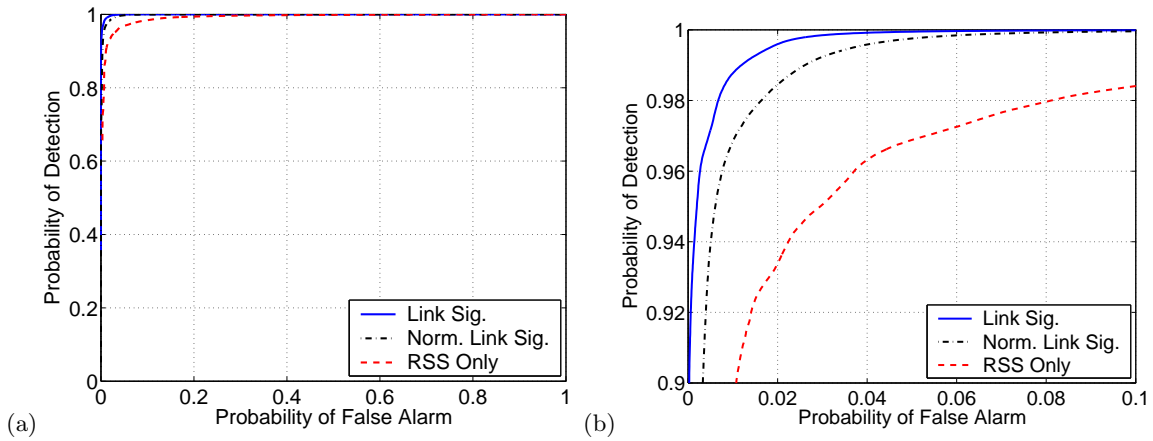 1
0.8
0.6
0.4
0.2
0
Probability of Detection
Link Sig.
Norm. Link Sig.
RSS Only
0 0.2 0.4 0.6 0.8 1
Probability of False Alarm
(a)
1
0.98
0.96
0.94
0.92
0.9
Probability of Detection
Link Sig.
Norm. Link Sig.
RSS Only
0 0.02 0.04 0.06 0.08 0.1
Probability of False Alarm
(b)